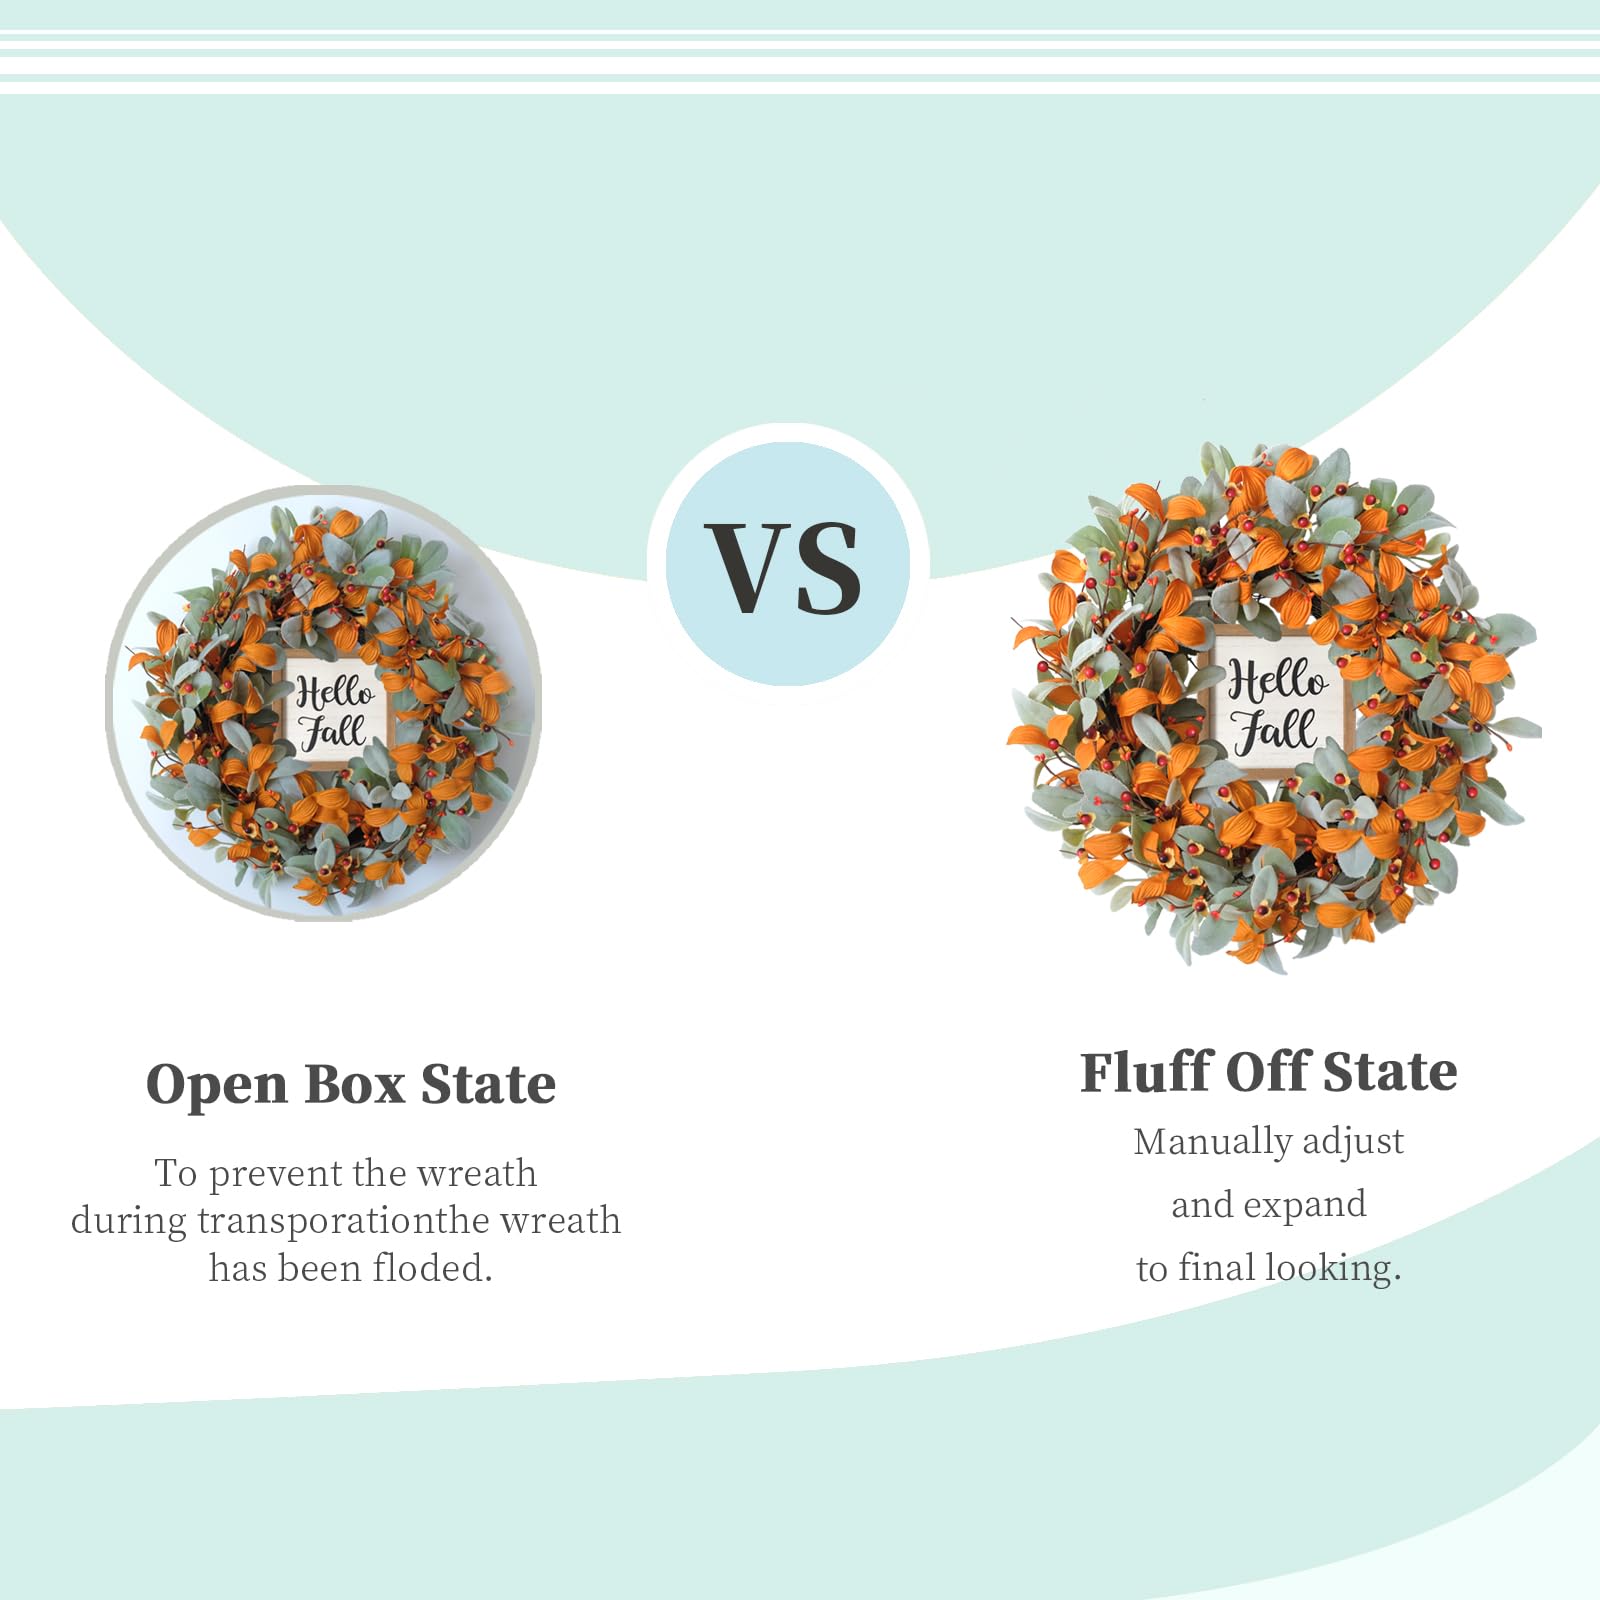 VS
Hello
Fall
Hello
Fall
Open Box State
To prevent the wreath
during transporationthe wreath
has been floded.
Fluff Off State
Manually adjust
and expand
to final looking.